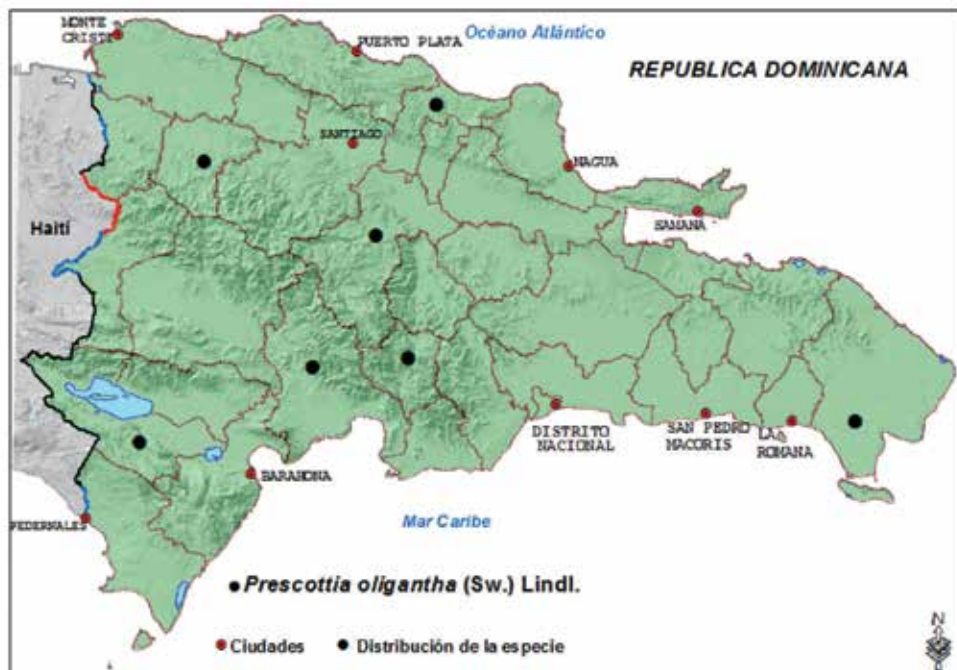 MONTE
CRISTI
PUERTO PLATA
Océano Atlántico
REPUBLICA DOMINICANA
SANTIAGO
NAGUA
SAMANA
Haití
DISTRITO
NACIONAL
SAN PEDRO
MACORIS
LA
ROMANA
BARAHONA
PEDERNALES
Mar Caribe
Prescottia oligantha (Sw.) Lindl.
Ciudades
Distribución de la especie
N